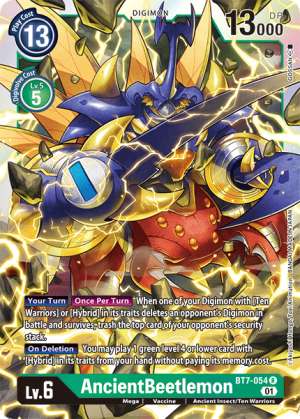 Play Cost
13
DIGIMON
DP
13000
Digivolve Cost
Lv.5
5
Your Turn Once Per Turn When one of your Digimon with [Ten
Warriors] or [Hybrid] in its traits deletes an opponent's Digimon in
battle and survives, trash the top card of your opponent's security
stack.
On Deletion You may play 1 green level 4 or lower card with
[Hybrid] in its traits from your hand without paying its memory cost.
Lv.6
AncientBeetlemon
BT7-054 R
01
Mega | Vaccine | Ancient Insect/Ten Warriors